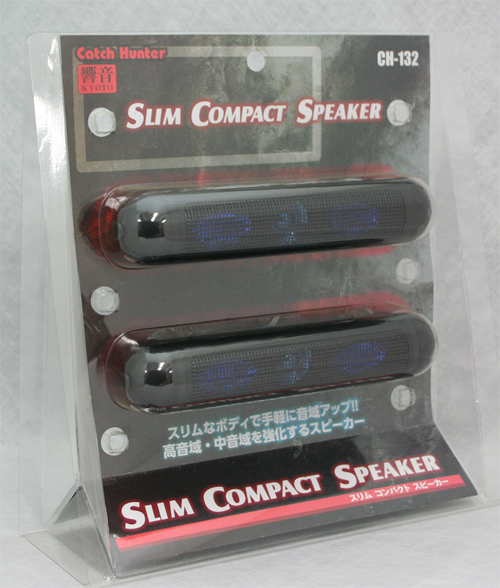 Catch Hunter
響音
KYOTO
CH-132
SLIM COMPACT SPEAKER
スリムなボディで手軽に音域アップ!!
高音域・中音域を強化するスピーカー
SLIM COMPACT SPEAKER
スリム コンパクト スピーカー